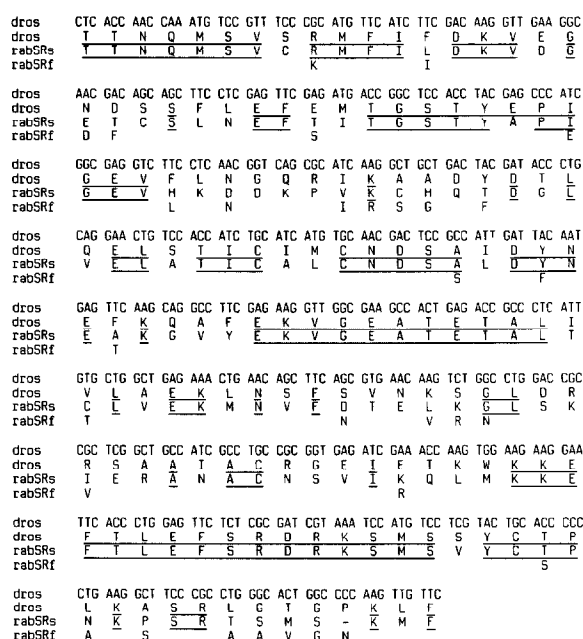 dros CTC ACC AAC CAA ATG TCC GTT TCC CGC ATG TTC ATC TTC GAC AAG GTT GAA GGC
dros T T N Q M S V S R M F I F D K V E G
rabSRs T T N Q M S V C R M F I L D K V D G
rabSRf K I
dros AAC GAC AGC AGC TTC CTC GAG TTC GAG ATG ACC GGC TCC ACC TAC GAG CCC ATC
dros N D S S F L E F E M T G S T Y E P I
rabSRs E T C S L N E F T I T G S T Y A P I
rabSRf D F S E
dros GGC GAG GTC TTC CTC AAC GGT CAG CGC ATC AAG GCT GCT GAC TAC GAT ACC CTG
dros G E V F L N G Q R I K A A D Y D T L
rabSRs G E V H K D D K P V K C H Q T D G L
rabSRf L N I R S G F
dros CAG GAA CTG TCC ACC ATC TGC ATC ATG TGC AAC GAC TCC GCC ATT GAT TAC AAT
dros Q E L S T I C I M C N D S A I D Y N
rabSRs V E L A T I C A L C N D S A L D Y N
rabSRf S F
dros GAG TTC AAG CAG GCC TTC GAG AAG GTT GGC GAA GCC ACT GAG ACC GCC CTC ATT
dros E F K Q A F E K V G E A T E T A L I
rabSRs E A K G V Y E K V G E A T E T A L T
rabSRf T
dros GTG CTG GCT GAG AAA CTG AAC AGC TTC AGC GTG AAC AAG TCT GGC CTG GAC CGC
dros V L A E K L N S F S V N K S G L D R
rabSRs C L V E K M N V F D T E L K G L S K
rabSRf T N V R N
dros CGC TCG GCT GCC ATC GCC TGC CGC GGT GAG ATC GAA ACC AAG TGG AAG AAG GAA
dros R S A A T A C R G E I F T K W K K E
rabSRs I E R A N A C N S V I K Q L M K K E
rabSRf V R
dros TTC ACC CTG GAG TTC TCT CGC GAT CGT AAA TCC ATG TCC TCG TAC TGC ACC CCC
dros F T L E F S R D R K S M S S Y C T P
rabSRs F T L E F S R D R K S M S V Y C T P
rabSRf S
dros CTG AAG GCT TCC CGC CTG GGC ACT GGC CCC AAG TTG TTC
dros L K A S R L G T G P K L F
rabSRs N K P S R T S M S - K M F
rabSRf A S A A V G N